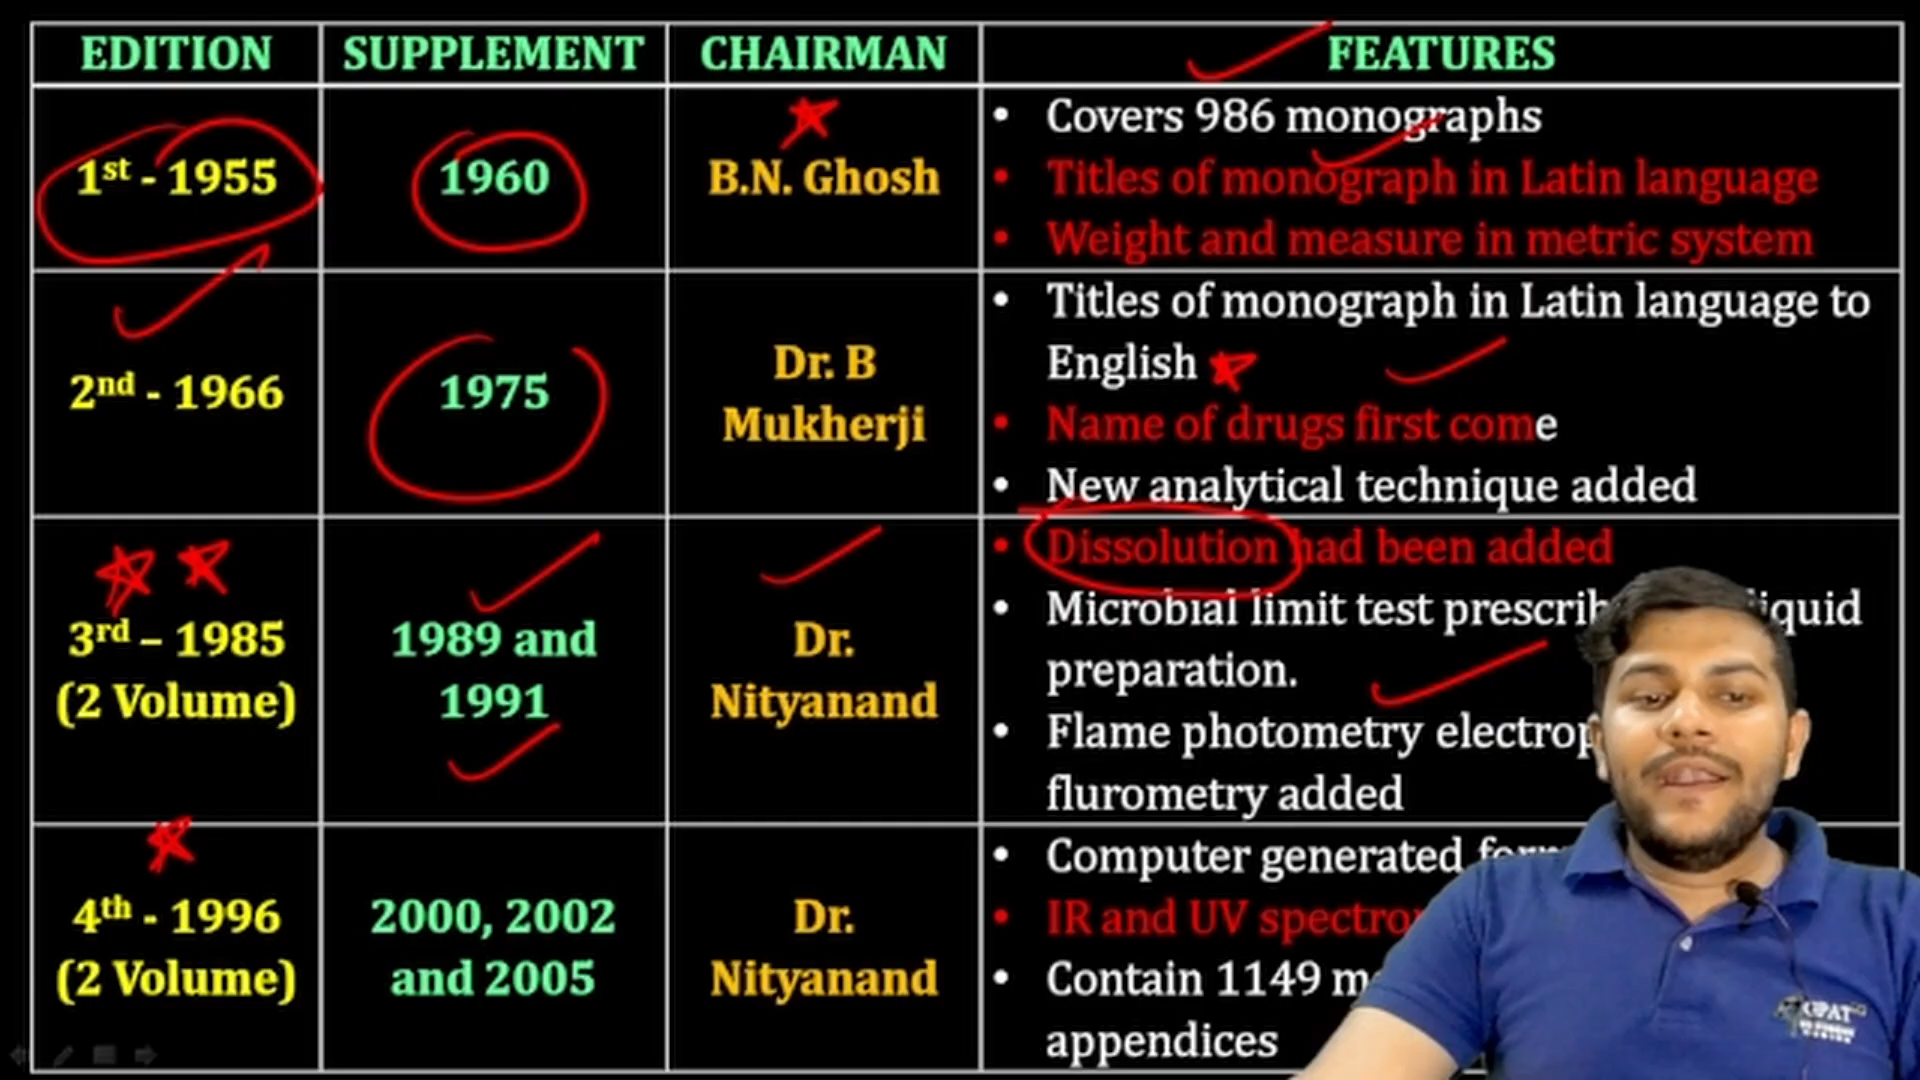 EDITION SUPPLEMENT CHAIRMAN FEATURES
1st - 1955
1960
B.N. Ghosh
• Covers 986 monographs
• Titles of monograph in Latin language
• Weight and measure in metric system
2nd - 1966
1975
Dr. B
Mukherji
• Titles of monograph in Latin language to
English
• Name of drugs first come
• New analytical technique added
3rd – 1985
(2 Volume)
1989 and
1991
Dr.
Nityanand
• Dissolution had been added
• Microbial limit test liquid
preparation.
• Flame photometry
flurometry added
4th - 1996
(2 Volume)
2000, 2002
and 2005
Dr.
Nityanand
• Computer generated
• IR and UV
• Contain 1149
appendices
GPAT